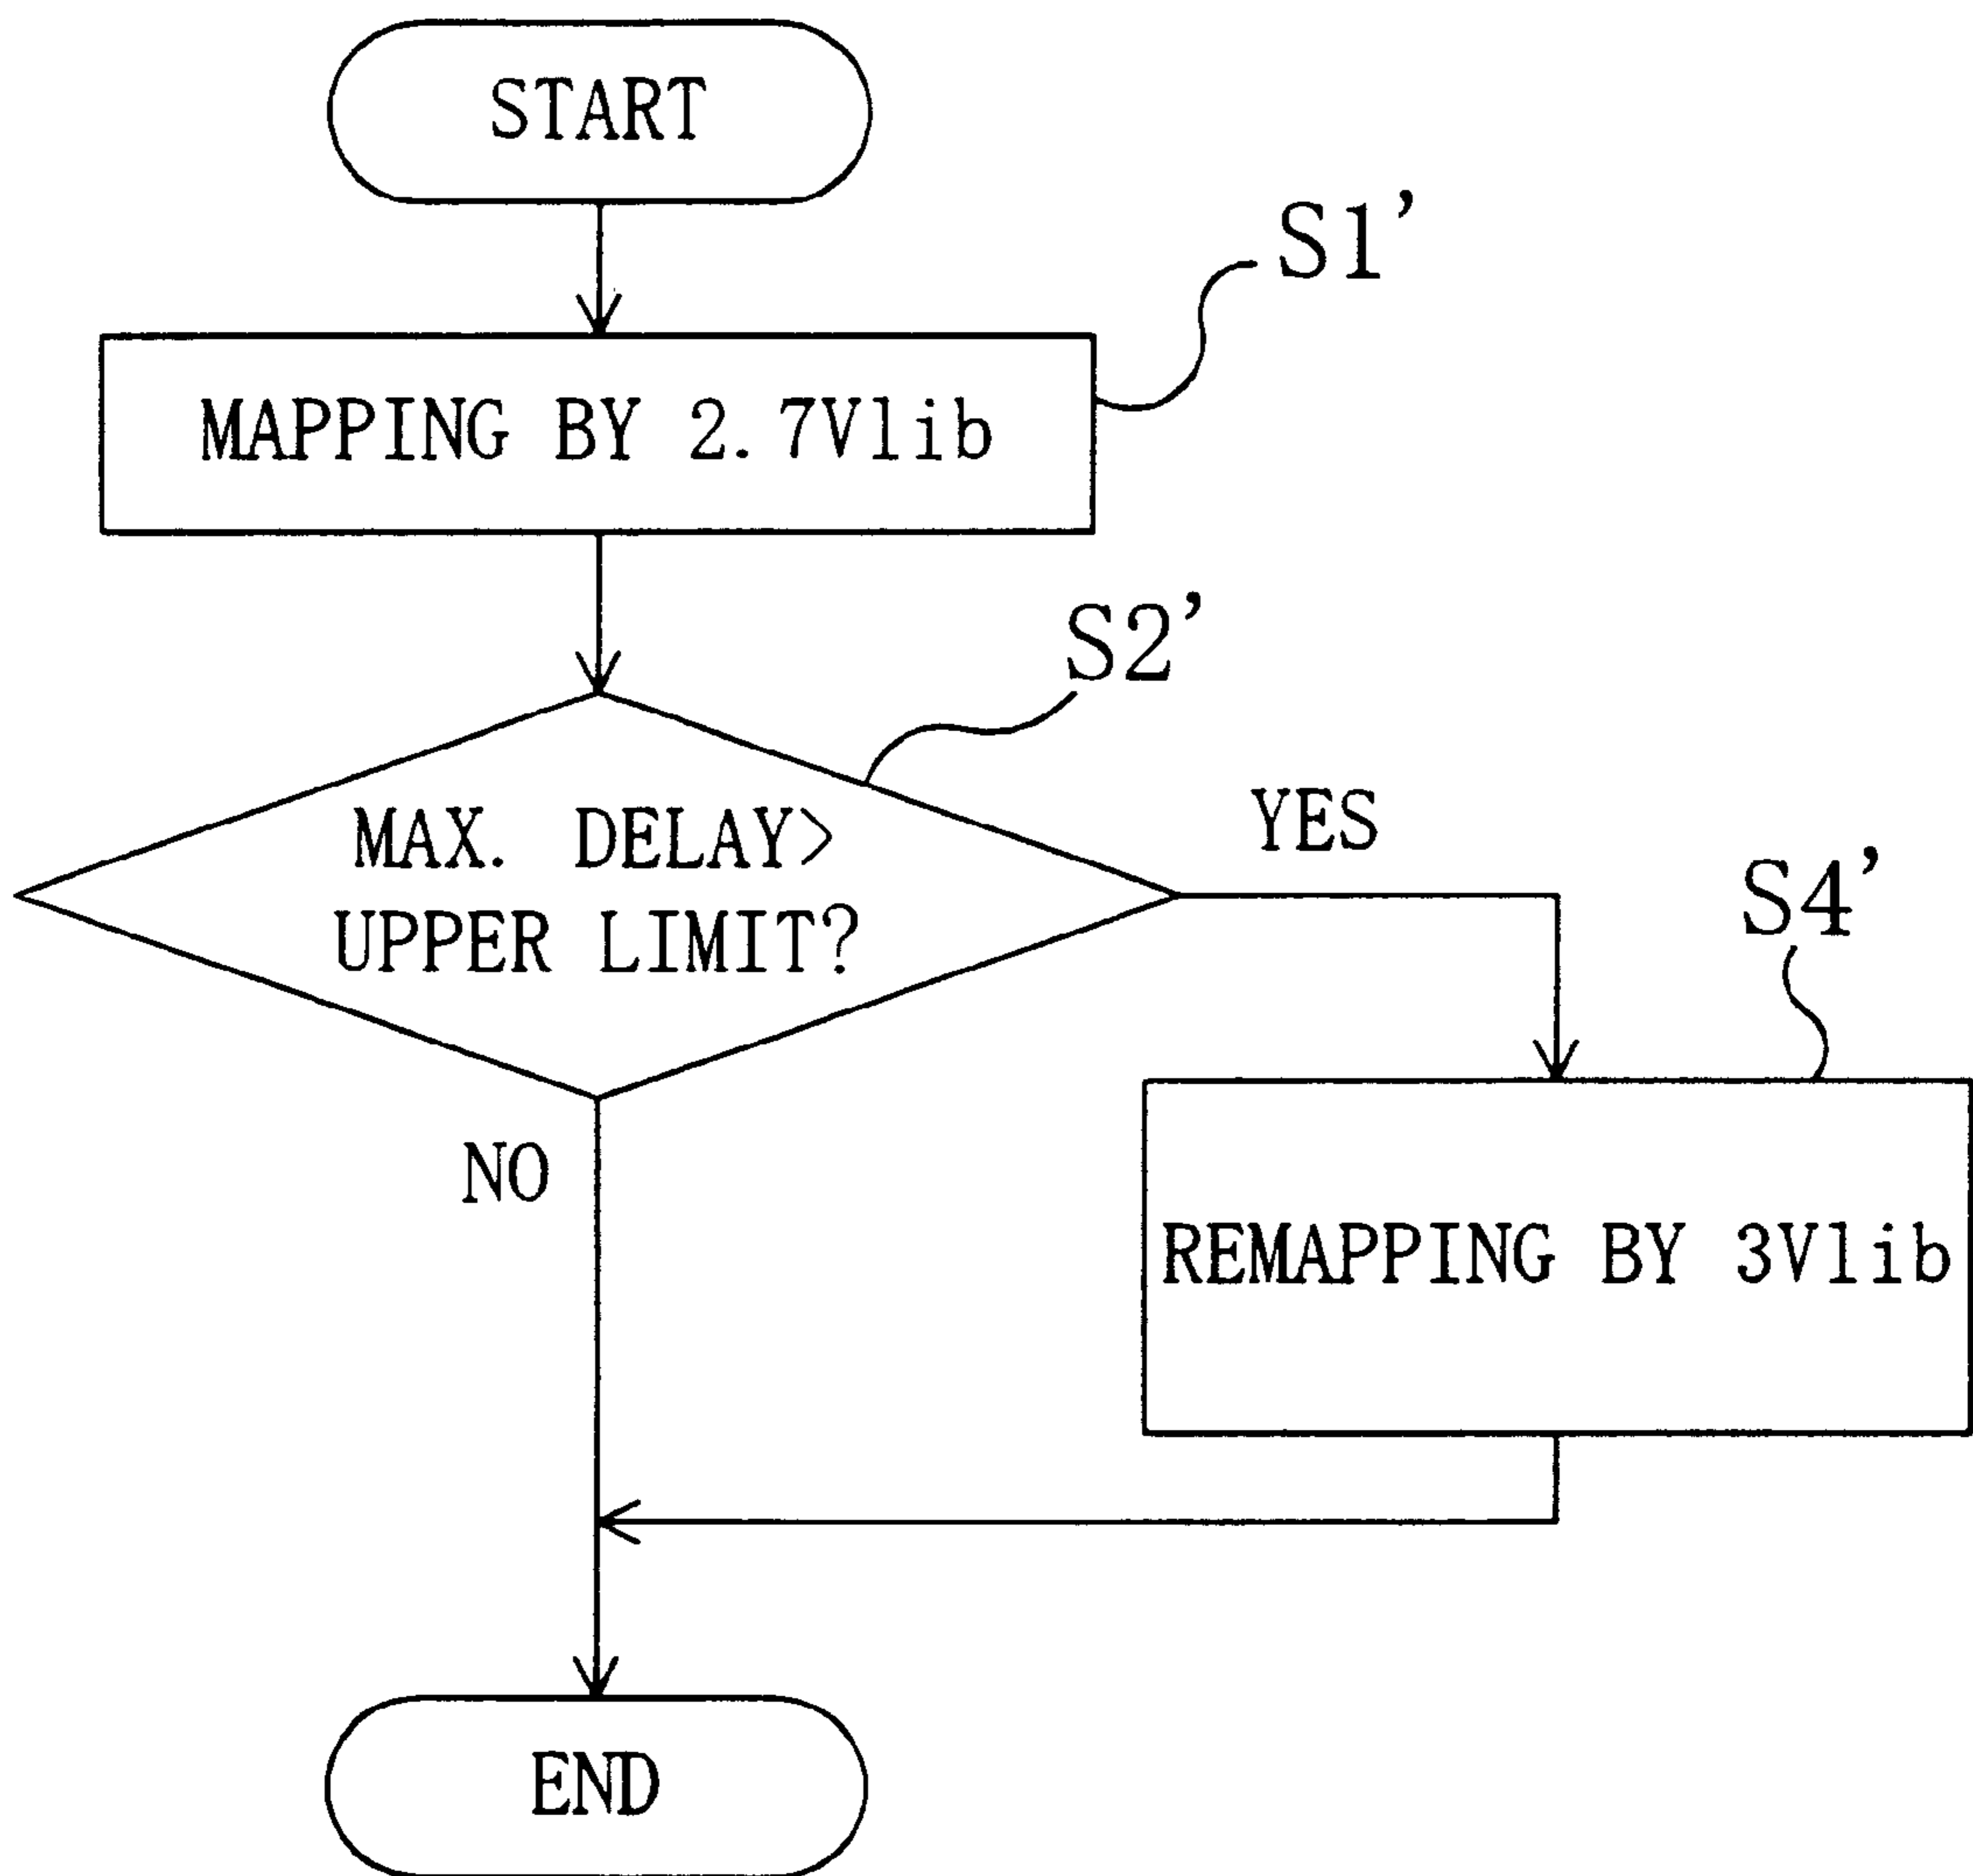 START
S1'
MAPPING BY 2.7Vlib
S2'
MAX. DELAY>
UPPER LIMIT?
YES
S4'
NO
REMAPPING BY 3Vlib
END